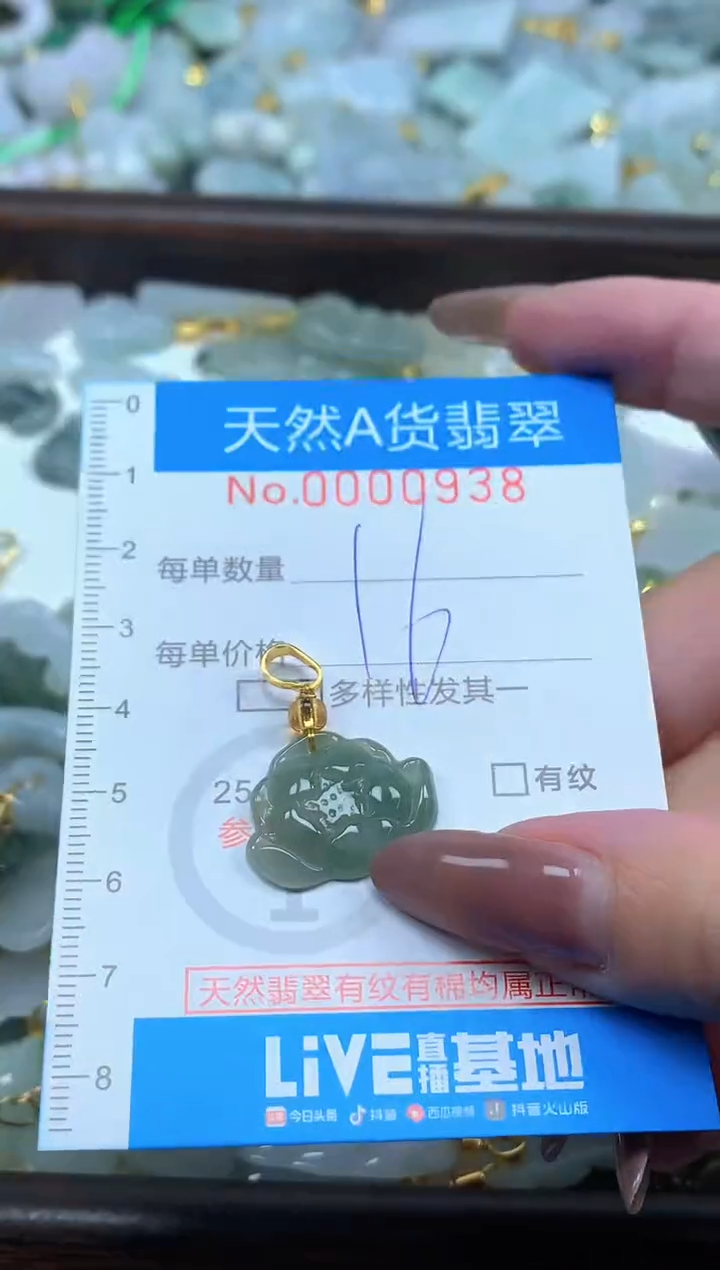 0
天然A货翡翠
No.0000938
1
2
每单数量
16
3
每单价格
多样性发其一
4
5
25
有纹
参
6
7
天然翡翠有纹有棉均属正
LiVE直播基地
8
今日头条 抖音 西瓜视频 抖音火山版